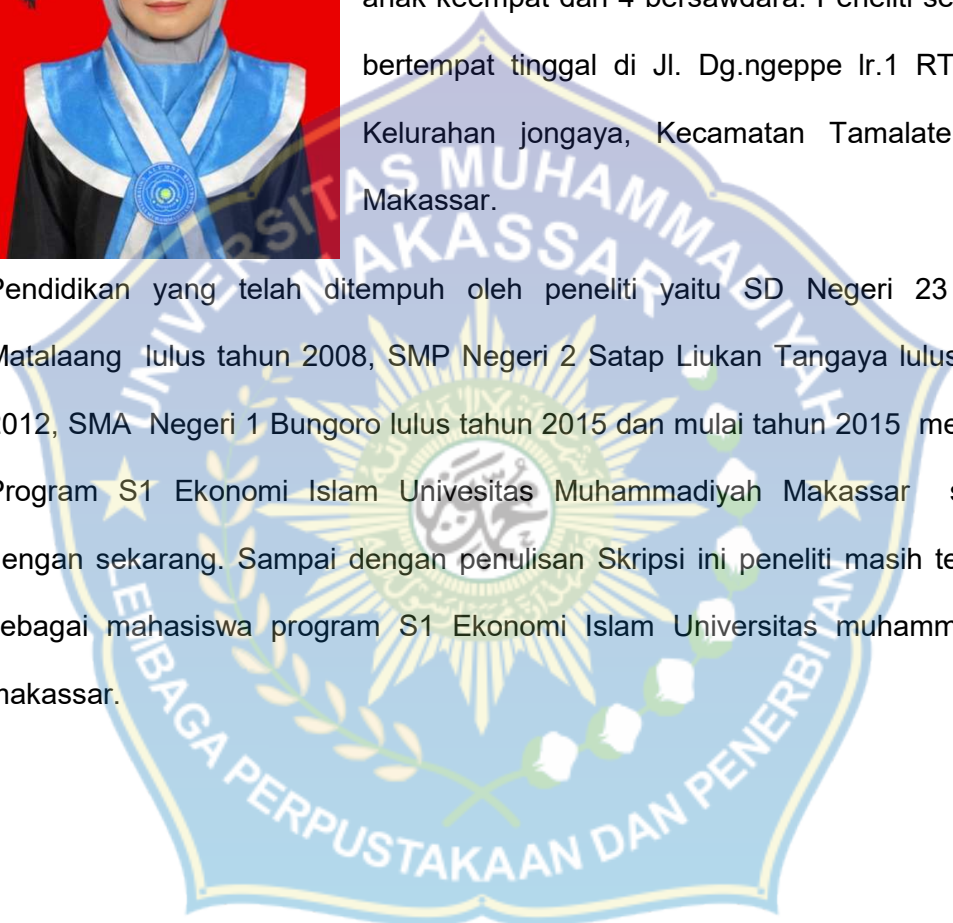 anak keempat dari 4 bersawdara. Peneliti se
bertempat tinggal di Jl. Dg.ngeppe lr.1 RT
Kelurahan jongaya, Kecamatan Tamalate
Makassar.
Pendidikan yang telah ditempuh oleh peneliti yaitu SD Negeri 23
Matalaang lulus tahun 2008, SMP Negeri 2 Satap Liukan Tangaya lulus
2012, SMA Negeri 1 Bungoro lulus tahun 2015 dan mulai tahun 2015 me
Program S1 Ekonomi Islam Univesitas Muhammadiyah Makassar s
dengan sekarang. Sampai dengan penulisan Skripsi ini peneliti masih te
sebagai mahasiswa program S1 Ekonomi Islam Universitas muhamm
makassar.
UNIVERSITAS MUHAMMADIYAH
MAKASSAR
LEMBAGA PERPUSTAKAAN DAN PENERBITAN